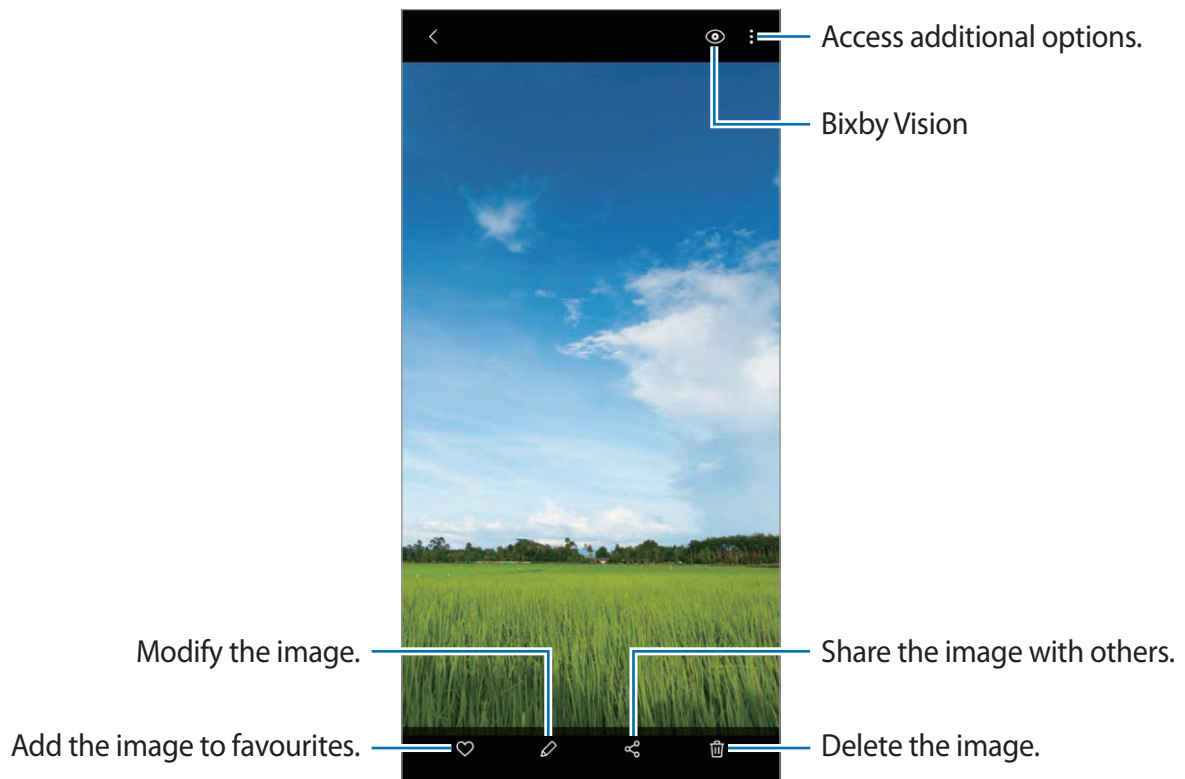 Access additional options.
Bixby Vision
Modify the image.
Share the image with others.
Add the image to favourites.
Delete the image.